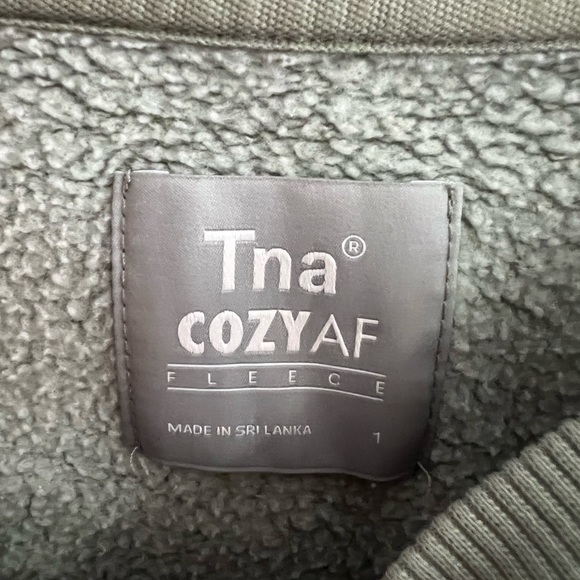 Tna®
COZYAF
FLEECE
MADE IN SRI LANKA 1